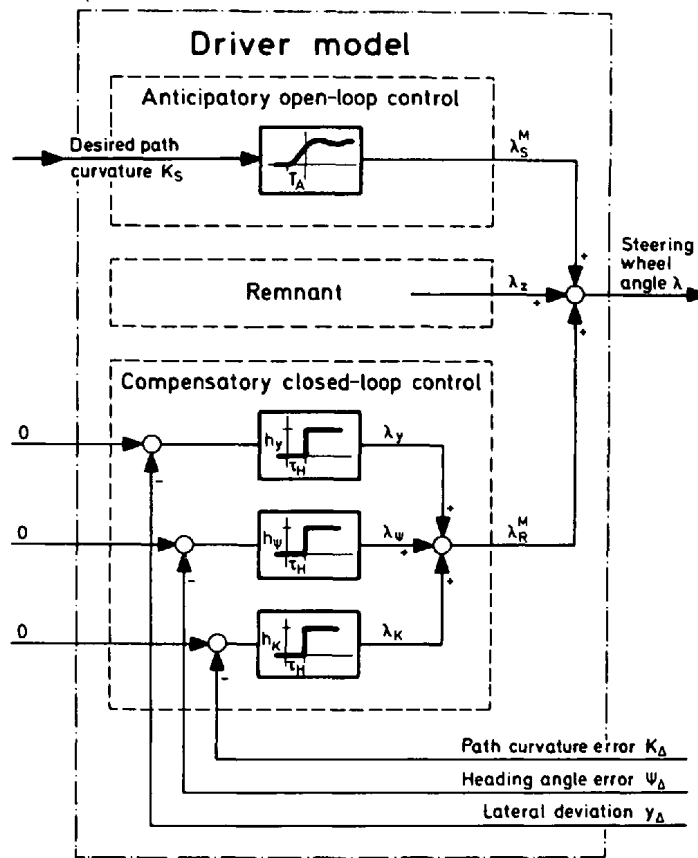 Driver model
Anticipatory open-loop control
Desired path
curvature K_S
T_A
λ_S^M
Steering
wheel
angle λ
+
Remnant
λ_z
+
+
Compensatory closed-loop control
0
h_y
τ_H
λ_y
-
+
0
h_ψ
τ_H
λ_ψ
+
λ_R^M
-
+
0
h_K
τ_H
λ_K
-
Path curvature error K_Δ
Heading angle error Ψ_Δ
Lateral deviation y_Δ